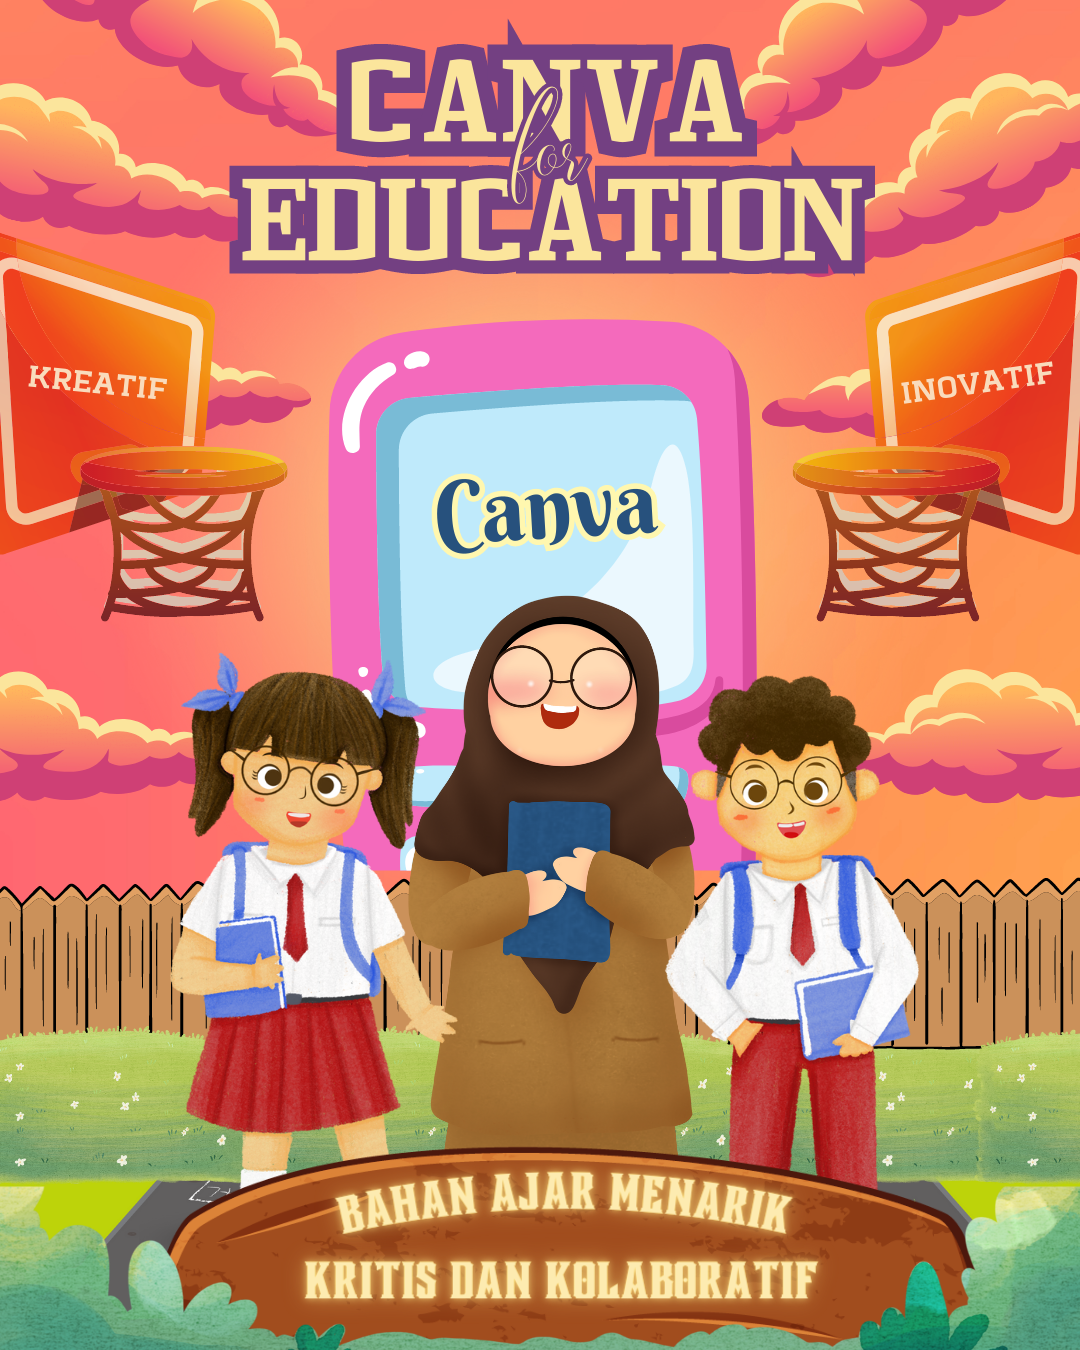 CANVA
for
EDUCATION
KREATIF
INOVATIF
Canva
BAHAN AJAR MENARIK
KRITIS DAN KOLABORATIF